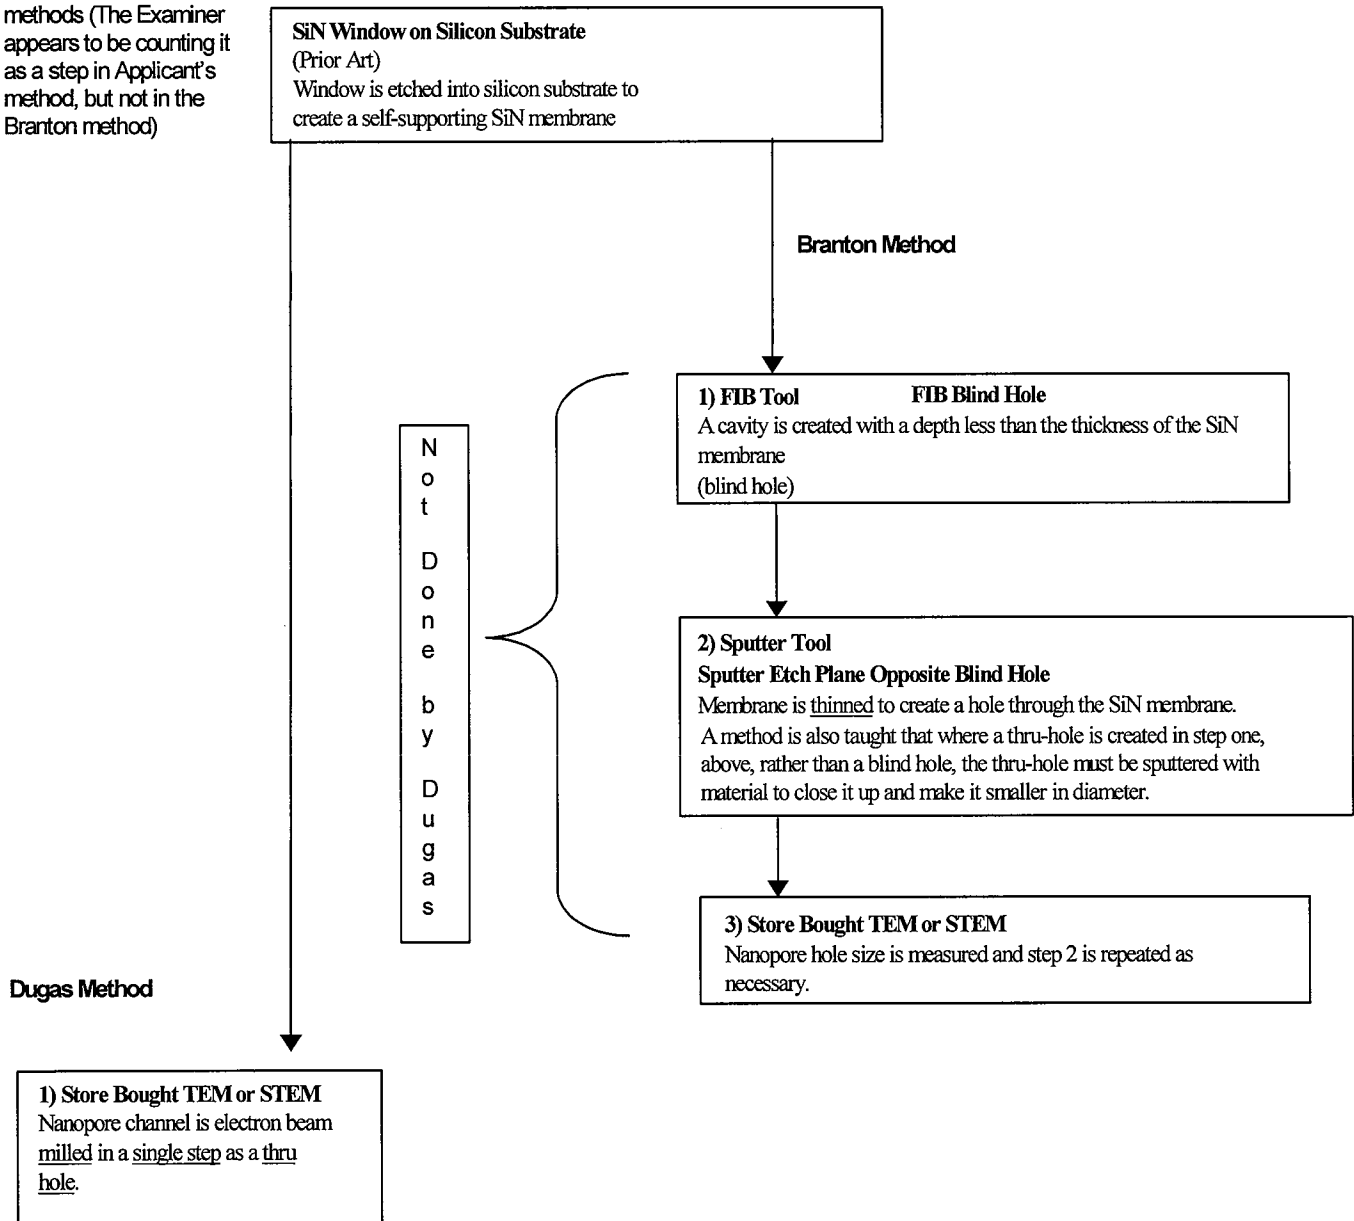 methods (The Examiner
appears to be counting it
as a step in Applicant's
method, but not in the
Branton method)
SiN Window on Silicon Substrate
(Prior Art)
Window is etched into silicon substrate to
create a self-supporting SiN membrane
Branton Method
1) FIB Tool FIB Blind Hole
A cavity is created with a depth less than the thickness of the SiN
membrane
(blind hole)
N
o
t
D
o
n
e
b
y
D
u
g
a
s
2) Sputter Tool
Sputter Etch Plane Opposite Blind Hole
Membrane is thinned to create a hole through the SiN membrane.
A method is also taught that where a thru-hole is created in step one,
above, rather than a blind hole, the thru-hole must be sputtered with
material to close it up and make it smaller in diameter.
3) Store Bought TEM or STEM
Nanopore hole size is measured and step 2 is repeated as
necessary.
Dugas Method
1) Store Bought TEM or STEM
Nanopore channel is electron beam
milled in a single step as a thru
hole.